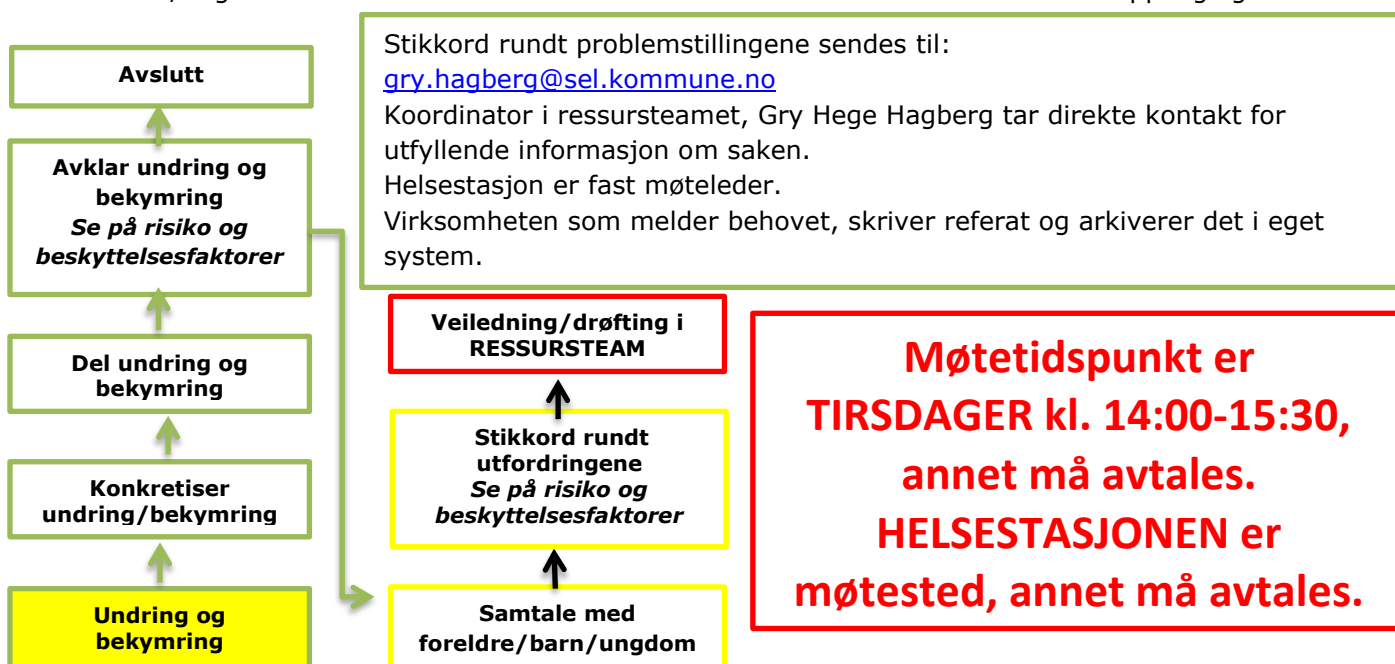 Stikkord rundt problemstillingene sendes til:
gry.hagberg@sel.kommune.no
Koordinator i ressursteamet, Gry Hege Hagberg tar direkte kontakt for
utfyllende informasjon om saken.
Helsestasjon er fast møteleder.
Virksomheten som melder behovet, skriver referat og arkiverer det i eget
system.
Avslutt
Avklar undring og
bekymring
Se på risiko og
beskyttelsesfaktorer
Del undring og
bekymring
Konkretiser
undring/bekymring
Undring og
bekymring
Veiledning/drøfting i
RESSURSTEAM
Stikkord rundt
utfordringene
Se på risiko og
beskyttelsesfaktorer
Samtale med
foreldre/barn/ungdom
Møtetidspunkt er
TIRSDAGER kl. 14:00-15:30,
annet må avtales.
HELSESTASJONEN er
møtested, annet må avtales.